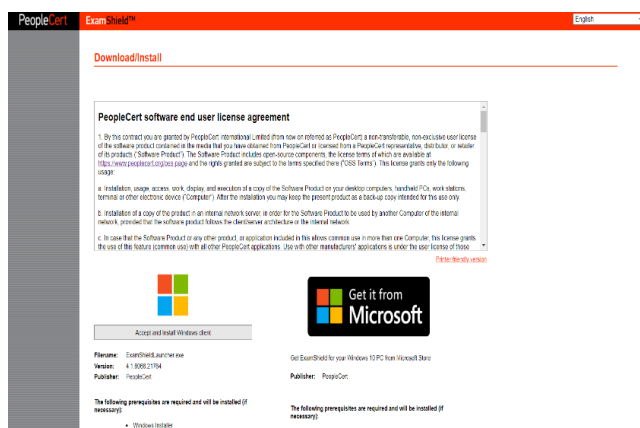 PeopleCert
ExamShield™
English
Download/Install
PeopleCert software end user license agreement
1. By this contract you are granted by PeopleCert International Limited (from now on referred as PeopleCert) a non-transferable, non-exclusive user license
of the software product contained in the media that you have obtained from PeopleCert or licensed from a PeopleCert representative, distributor, or retailer
of its products ("Software Product"). The Software Product includes open-source components, the license terms of which are available at
https://www.peoplecert.org/oss-page and the rights granted are subject to the terms specified there ("OSS Terms"). This license grants only the following
usage:
a. Installation, usage, access, work, display, and execution of a copy of the Software Product on your desktop computers, handheld PCs, work stations,
terminal or other electronic device ("Computer"). After the installation you may keep the present product as a back-up copy intended for this use only.
b. Installation of a copy of the product in an internal network server, in order for the Software Product to be used by another Computer of the internal
network, provided that the software product follows the client/server architecture or the internal network.
c. In case that the Software Product or any other product, or application included in this allows common use in more than one Computer, this license grants
the use of this feature (common use) with all other PeopleCert applications. Use with other manufacturers' applications is under the user license of those
Printer friendly version
Accept and Install Windows client
Get it from
Microsoft
Filename: ExamShieldLauncher.exe
Version: 4.1.8066.21764
Publisher: PeopleCert
Get ExamShield for your Windows 10 PC from Microsoft Store
Publisher: PeopleCert
The following prerequisites are required and will be installed (if
necessary):
• Windows Installer
The following prerequisites are required and will be installed (if
necessary):